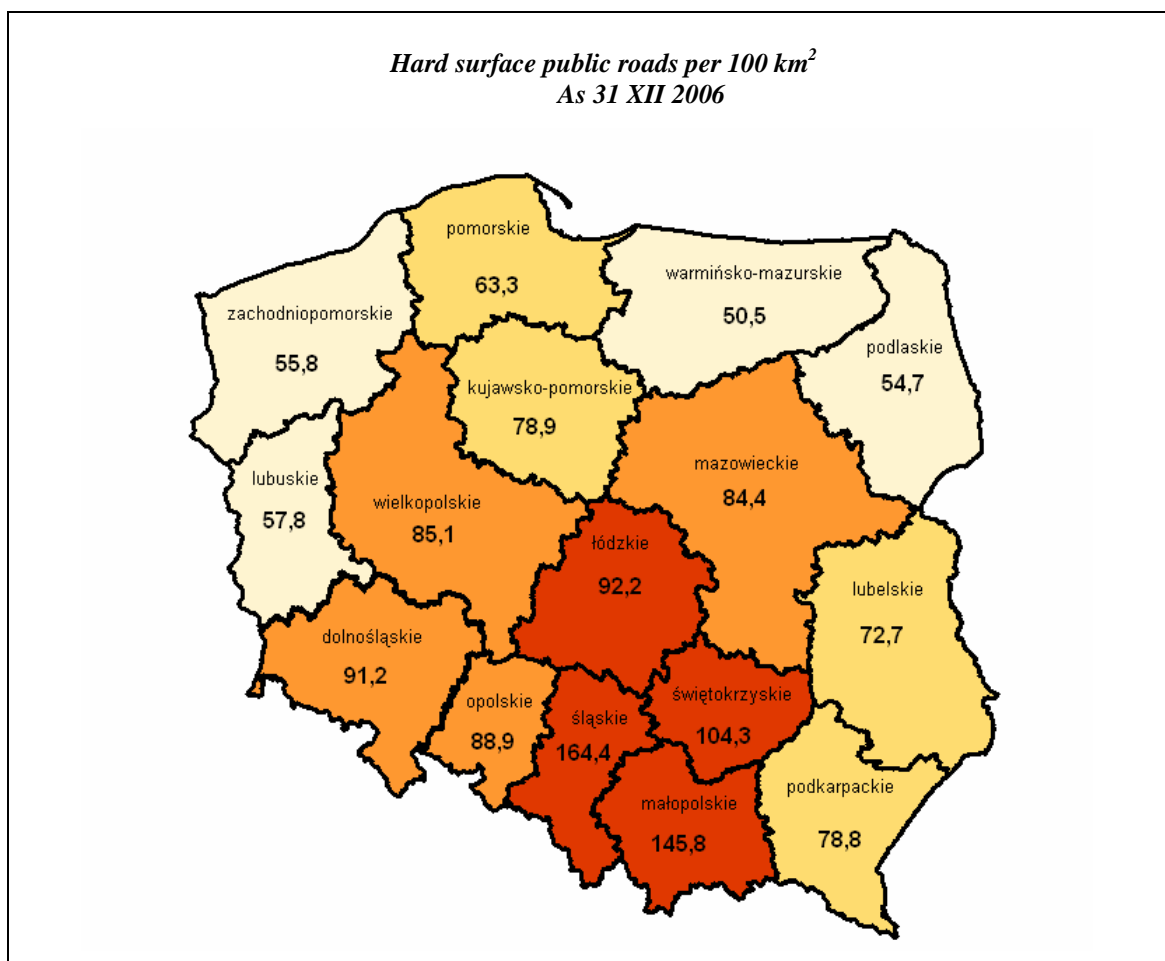 Hard surface public roads per 100 km²
As 31 XII 2006
pomorskie
63,3
warmińsko-mazurskie
50,5
zachodniopomorskie
55,8
podlaskie
54,7
kujawsko-pomorskie
78,9
mazowieckie
84,4
lubuskie
57,8
wielkopolskie
85,1
łódzkie
92,2
lubelskie
72,7
dolnośląskie
91,2
opolskie
88,9
śląskie
164,4
świętokrzyskie
104,3
małopolskie
145,8
podkarpackie
78,8